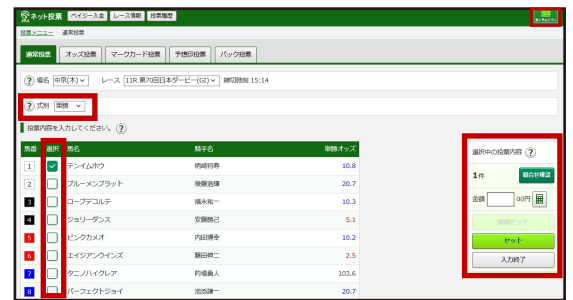 ネット投票 ペイジー入金 レース情報 投票履歴
投票メニュー 通常投票
通常投票 オッズ投票 マークカード投票 予想印投票 パック投票
? 場名 中京(木) レース 11R 第70回日本ダービー(GI) 締切時刻 15:14
? 式別 単勝
投票内容を入力してください。 ?
馬番 選択 馬名 騎手名 単勝オッズ
1 テンイムホウ 柄崎将寿 10.8
2 ブルーメンブラット 後藤浩輝 20.7
3 ローブデコルテ 福永祐一 10.3
4 ジョリーダンス 安藤勝己 5.1
5 ピンクカメオ 内田博幸 10.2
6 エイジアンウインズ 藤田伸二 2.5
7 タニノハイクレア 的場勇人 103.6
8 パーフェクトジョイ 池添謙一 20.7
選択中の投票内容 ?
1件 組合せ確認
金額 00円
展開セット
セット
入力終了